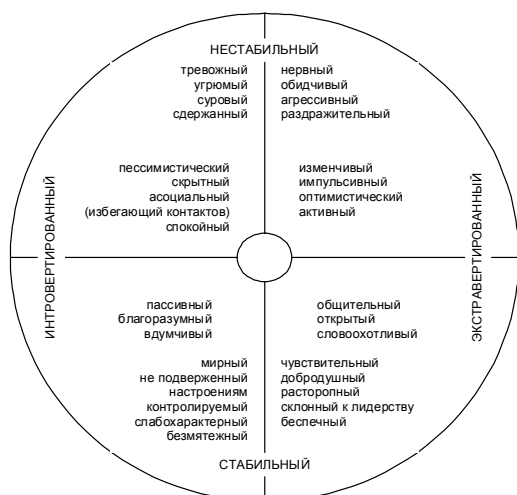 НЕСТАБИЛЬНЫЙ
тревожный
угрюмый
суровый
сдержанный
нервный
обидчивый
агрессивный
раздражительный
пессимистический
скрытный
асоциальный
(избегающий контактов)
спокойный
изменчивый
импульсивный
оптимистический
активный
ИНТРОВЕРТИРОВАННЫЙ
ЭКСТРАВЕРТИРОВАННЫЙ
пассивный
благоразумный
вдумчивый
общительный
открытый
словоохотливый
мирный
не подверженный
настроениям
контролируемый
слабохарактерный
безмятежный
чувствительный
добродушный
расторопный
склонный к лидерству
беспечный
СТАБИЛЬНЫЙ